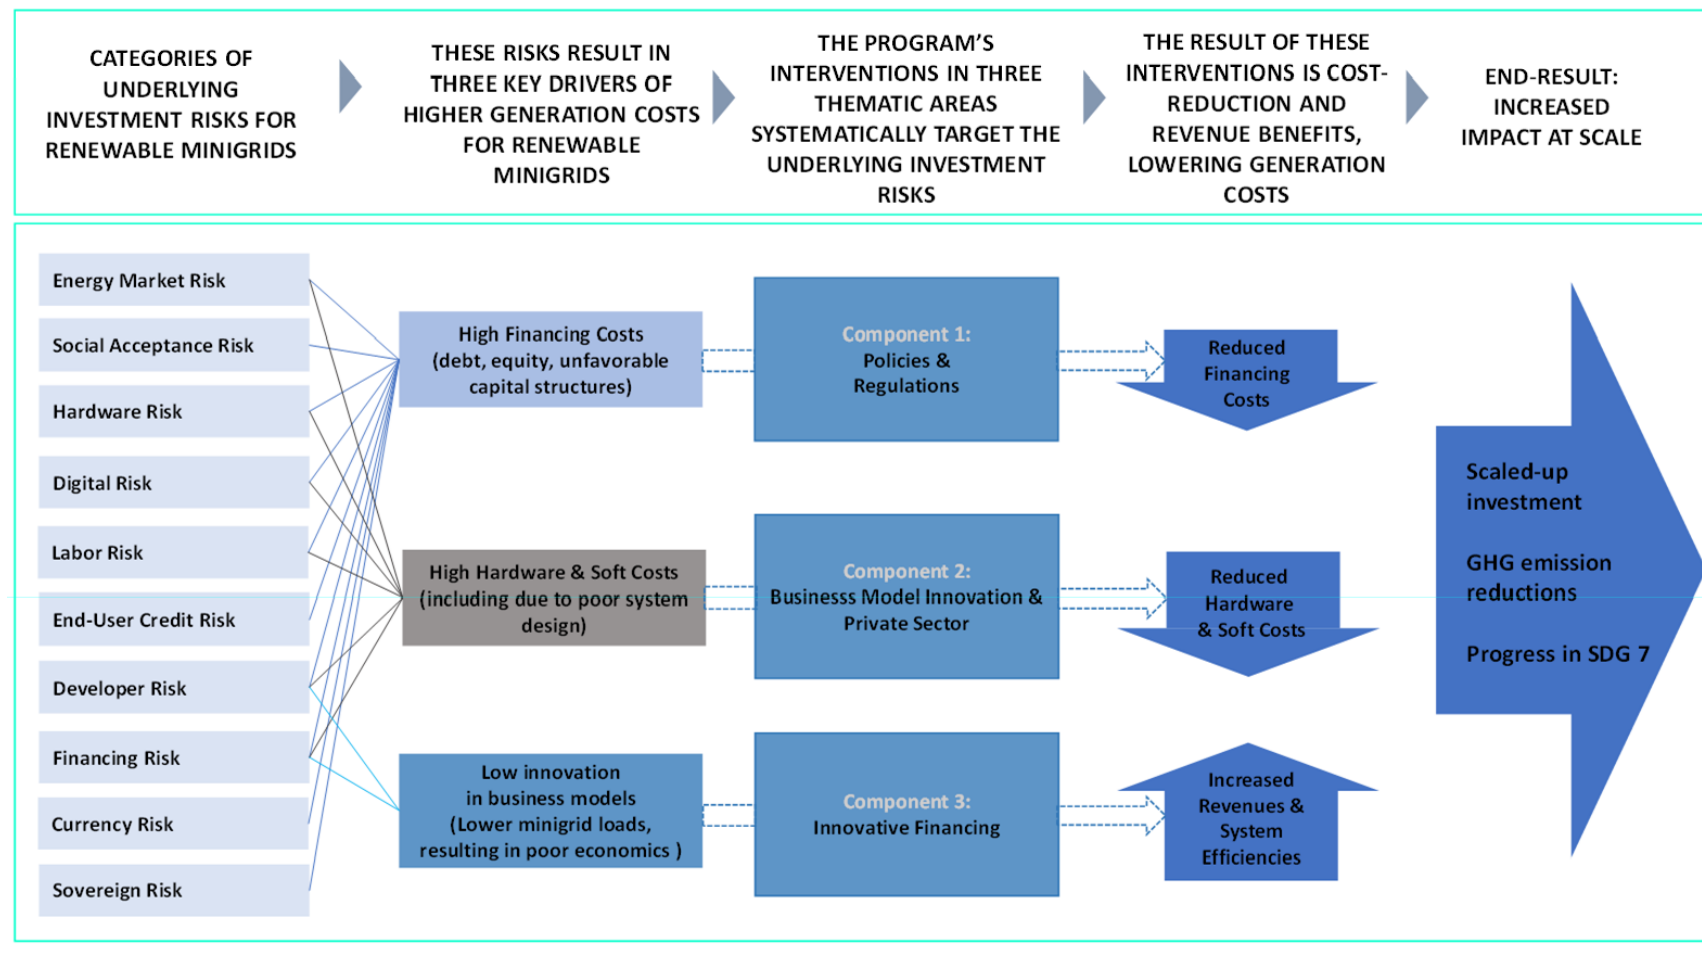 CATEGORIES OF
UNDERLYING
INVESTMENT RISKS FOR
RENEWABLE MINIGRIDS
THESE RISKS RESULT IN
THREE KEY DRIVERS OF
HIGHER GENERATION COSTS
FOR RENEWABLE
MINIGRIDS
THE PROGRAM'S
INTERVENTIONS IN THREE
THEMATIC AREAS
SYSTEMATICALLY TARGET THE
UNDERLYING INVESTMENT
RISKS
THE RESULT OF THESE
INTERVENTIONS IS COST-
REDUCTION AND
REVENUE BENEFITS,
LOWERING GENERATION
COSTS
END-RESULT:
INCREASED
IMPACT AT SCALE
Energy Market Risk
Social Acceptance Risk
Hardware Risk
Digital Risk
Labor Risk
End-User Credit Risk
Developer Risk
Financing Risk
Currency Risk
Sovereign Risk
High Financing Costs
(debt, equity, unfavorable
capital structures)
High Hardware & Soft Costs
(including due to poor system
design)
Low innovation
in business models
(Lower minigrid loads,
resulting in poor economics )
Component 1:
Policies &
Regulations
Component 2:
Businesss Model Innovation &
Private Sector
Component 3:
Innovative Financing
Reduced
Financing
Costs
Reduced
Hardware
& Soft Costs
Increased
Revenues &
System
Efficiencies
Scaled-up
investment
GHG emission
reductions
Progress in SDG 7